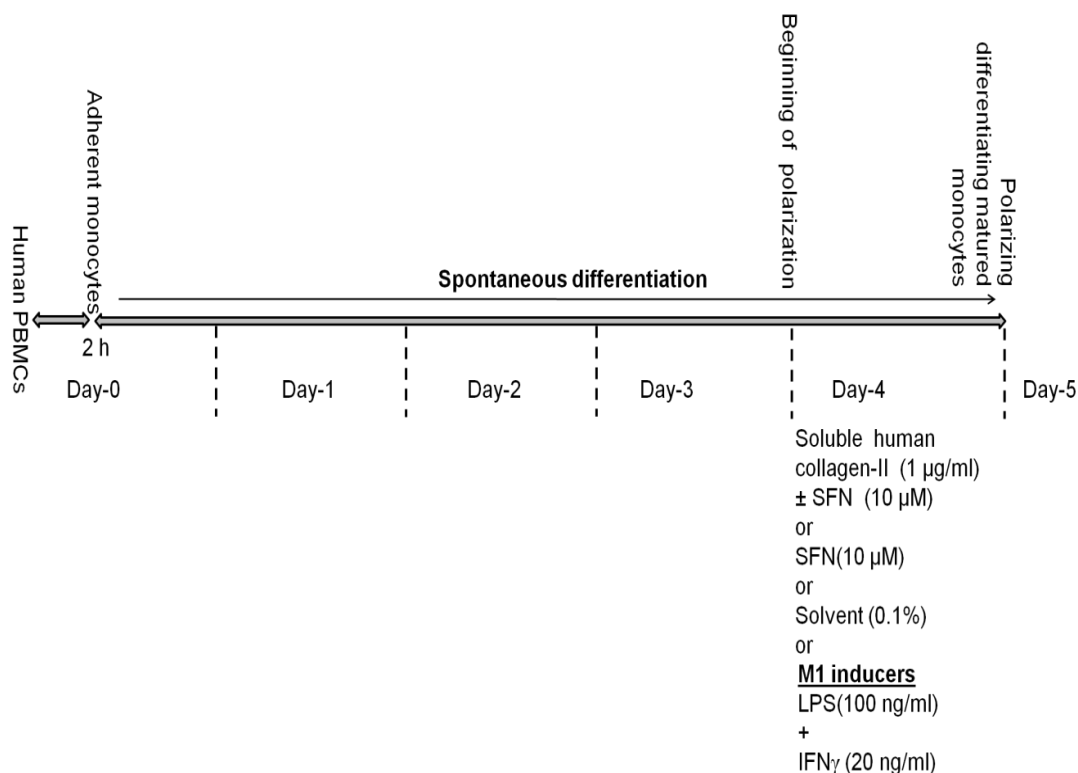 Human PBMCs
Adherent monocytes
Beginning of polarization
Polarizing
differentiating matured
monocytes
Spontaneous differentiation
2 h
Day-0
Day-1
Day-2
Day-3
Day-4
Day-5
Soluble human
collagen-II (1 µg/ml)
± SFN (10 µM)
or
SFN(10 µM)
or
Solvent (0.1%)
or
M1 inducers
LPS(100 ng/ml)
+
IFNγ (20 ng/ml)